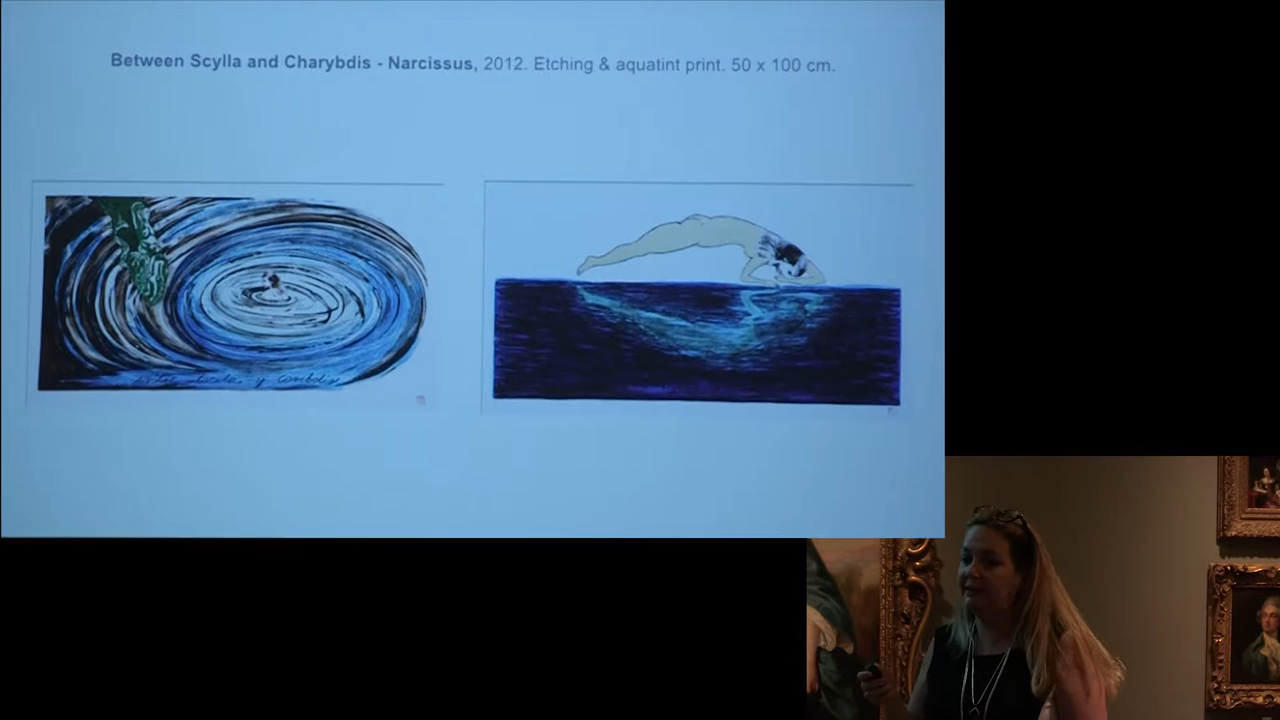 Between Scylla and Charybdis - Narcissus, 2012. Etching & aquatint print. 50 x 100 cm.
y